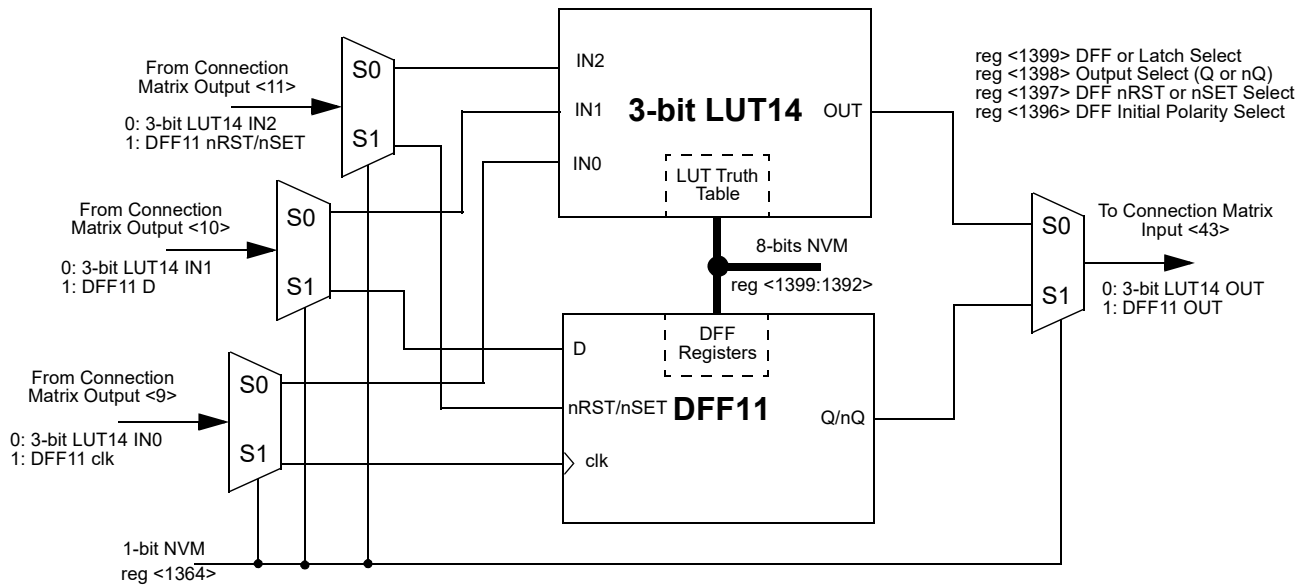 From Connection
Matrix Output <11>
0: 3-bit LUT14 IN2
1: DFF11 nRST/nSET
S0
S1
From Connection
Matrix Output <10>
0: 3-bit LUT14 IN1
1: DFF11 D
S0
S1
From Connection
Matrix Output <9>
0: 3-bit LUT14 IN0
1: DFF11 clk
S0
S1
1-bit NVM
reg <1364>
IN2
IN1
IN0
3-bit LUT14
OUT
LUT Truth
Table
8-bits NVM
reg <1399:1392>
DFF
Registers
D
nRST/nSET
DFF11
clk
Q/nQ
reg <1399> DFF or Latch Select
reg <1398> Output Select (Q or nQ)
reg <1397> DFF nRST or nSET Select
reg <1396> DFF Initial Polarity Select
S0
S1
To Connection Matrix
Input <43>
0: 3-bit LUT14 OUT
1: DFF11 OUT